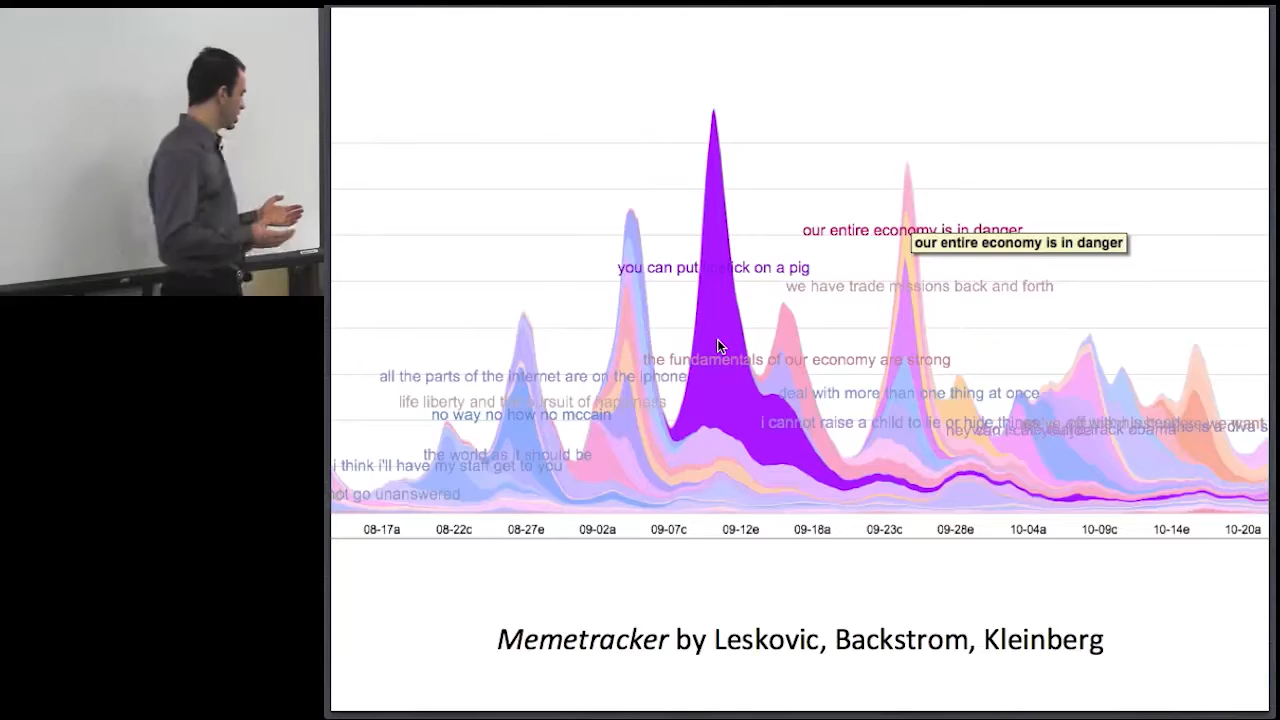 our entire economy is in danger
our entire economy is in danger
you can put lipstick on a pig
we have trade missions back and forth
the fundamentals of our economy are strong
all the parts of the internet are on the iphone
deal with more than one thing at once
life liberty and the pursuit of happiness
no way no how no mccain
i cannot raise a child to lie or hide things
barack obama
the world as it should be
i think i'll have my staff get to you
not go unanswered
08-17a 08-22c 08-27e 09-02a 09-07c 09-12e 09-18a 09-23c 09-28e 10-04a 10-09c 10-14e 10-20a
Memetracker by Leskovic, Backstrom, Kleinberg